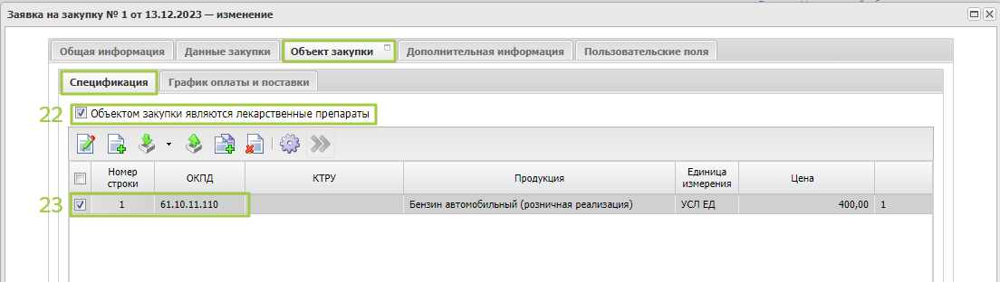 Заявка на закупку № 1 от 13.12.2023 — изменение
Общая информация Данные закупки Объект закупки Дополнительная информация Пользовательские поля
Спецификация График оплаты и поставки
22 Объектом закупки являются лекарственные препараты
Номер строки ОКПД КТРУ Продукция Единица измерения Цена
23 1 61.10.11.110 Бензин автомобильный (розничная реализация) УСЛ ЕД 400,00 1